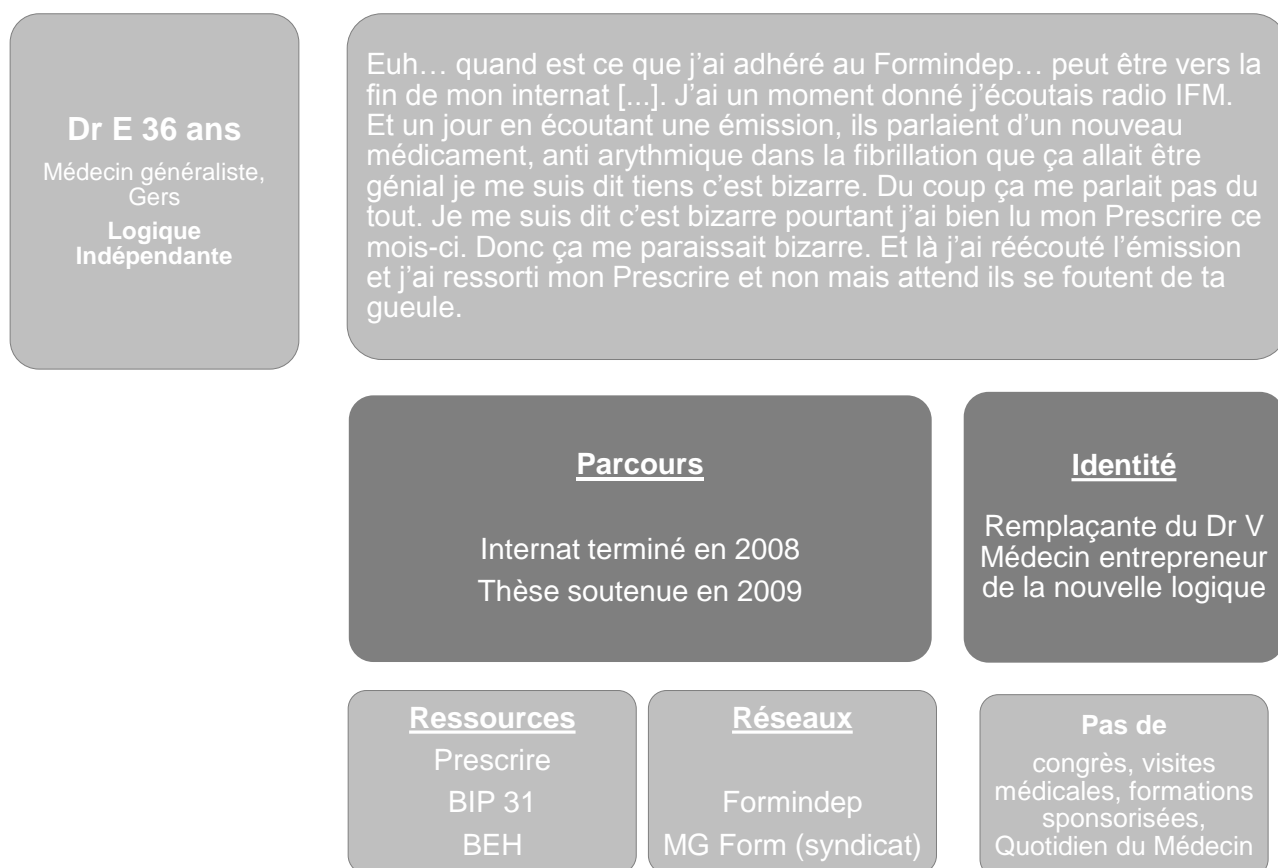 Dr E 36 ans
Médecin généraliste,
Gers
Logique
Indépendante
Euh… quand est ce que j’ai adhéré au Formindep… peut être vers la
fin de mon internat [...]. J’ai un moment donné j’écoutais radio IFM.
Et un jour en écoutant une émission, ils parlaient d’un nouveau
médicament, anti arythmique dans la fibrillation que ça allait être
génial je me suis dit tiens c’est bizarre. Du coup ça me parlait pas du
tout. Je me suis dit c’est bizarre pourtant j’ai bien lu mon Prescrire ce
mois-ci. Donc ça me paraissait bizarre. Et là j’ai réécouté l’émission
et j’ai ressorti mon Prescrire et non mais attend ils se foutent de ta
gueule.
Parcours
Internat terminé en 2008
Thèse soutenue en 2009
Identité
Remplaçante du Dr V
Médecin entrepreneur
de la nouvelle logique
Ressources
Prescrire
BIP 31
BEH
Réseaux
Formindep
MG Form (syndicat)
Pas de
congrès, visites
médicales, formations
sponsorisées,
Quotidien du Médecin